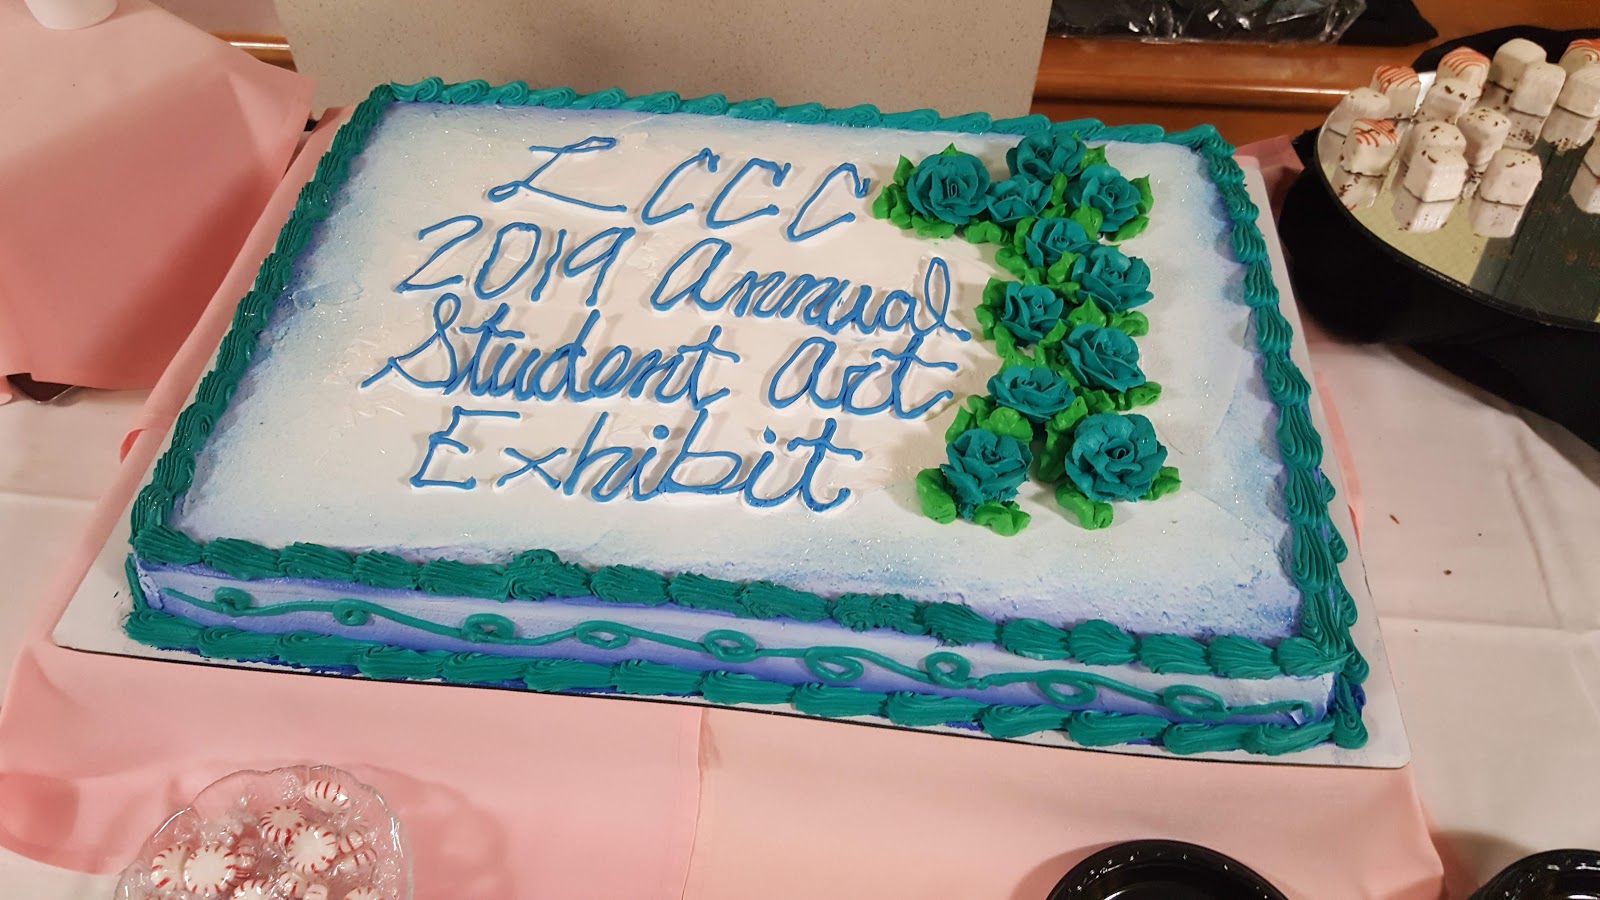 LCCC
2019 Annual
Student Art
Exhibit